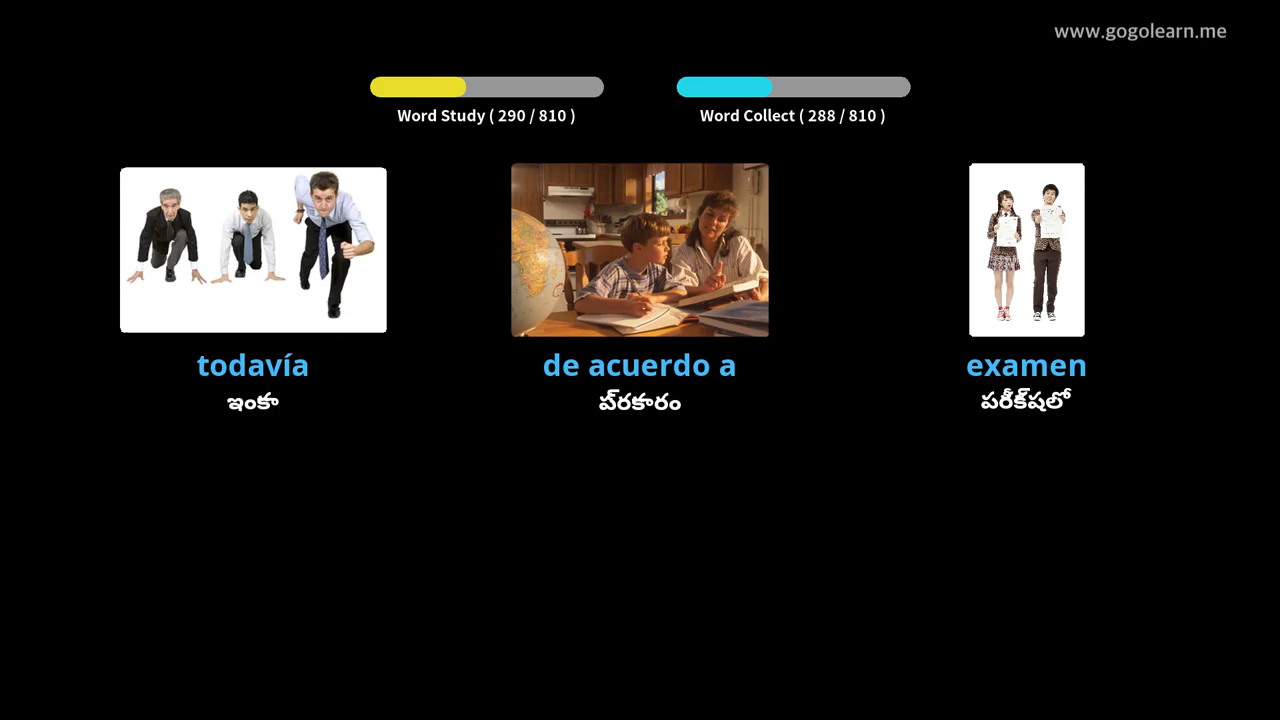 www.gogolearn.me
Word Study ( 290 / 810 )
Word Collect ( 288 / 810 )
todavía
de acuerdo a
examen
ఇంకా
ప్రకారం
పరీక్షలో